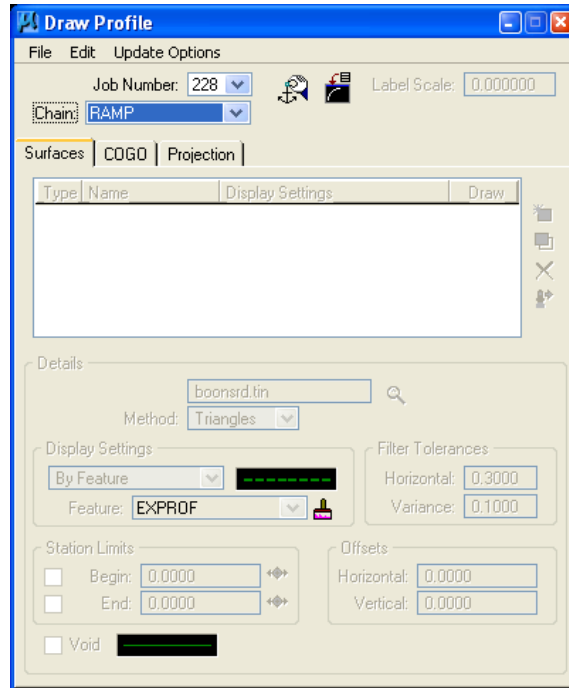 Draw Profile
File Edit Update Options
Job Number: 228 Label Scale: 0.000000
Chain: RAMP
Surfaces COGO Projection
Type Name Display Settings Draw
Details
boonsrd.tin
Method: Triangles
Display Settings Filter Tolerances
By Feature Horizontal: 0.3000
Feature: EXPROF Variance: 0.1000
Station Limits Offsets
Begin: 0.0000 Horizontal: 0.0000
End: 0.0000 Vertical: 0.0000
Void